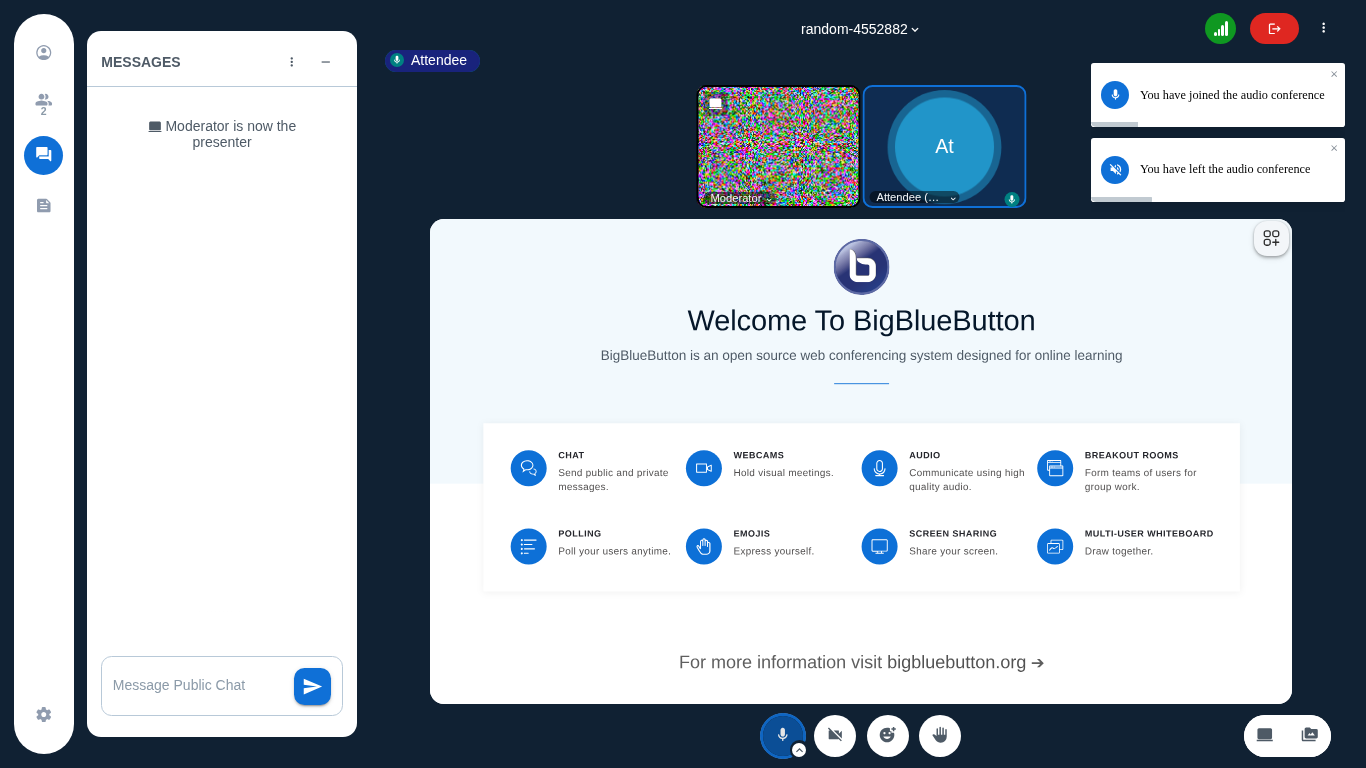 random-4552882
MESSAGES
Attendee
2
Moderator is now the
presenter
Moderator
At
Attendee (...
You have joined the audio conference
You have left the audio conference
Welcome To BigBlueButton
BigBlueButton is an open source web conferencing system designed for online learning
CHAT
Send public and private
messages.
WEBCAMS
Hold visual meetings.
AUDIO
Communicate using high
quality audio.
BREAKOUT ROOMS
Form teams of users for
group work.
POLLING
Poll your users anytime.
EMOJIS
Express yourself.
SCREEN SHARING
Share your screen.
MULTI-USER WHITEBOARD
Draw together.
For more information visit bigbluebutton.org ➔
Message Public Chat